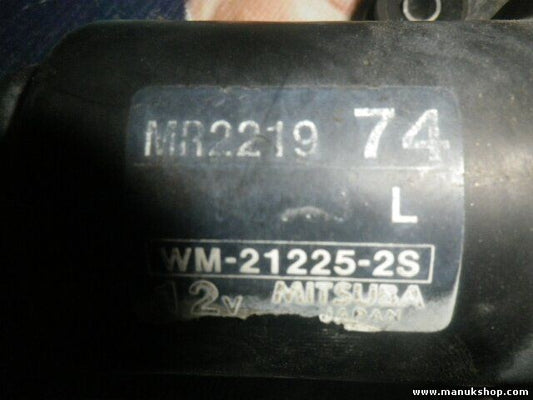 MR2219 74
L
WM-21225-2S
12V MITSUBA
JAPAN
www.manukshop.com